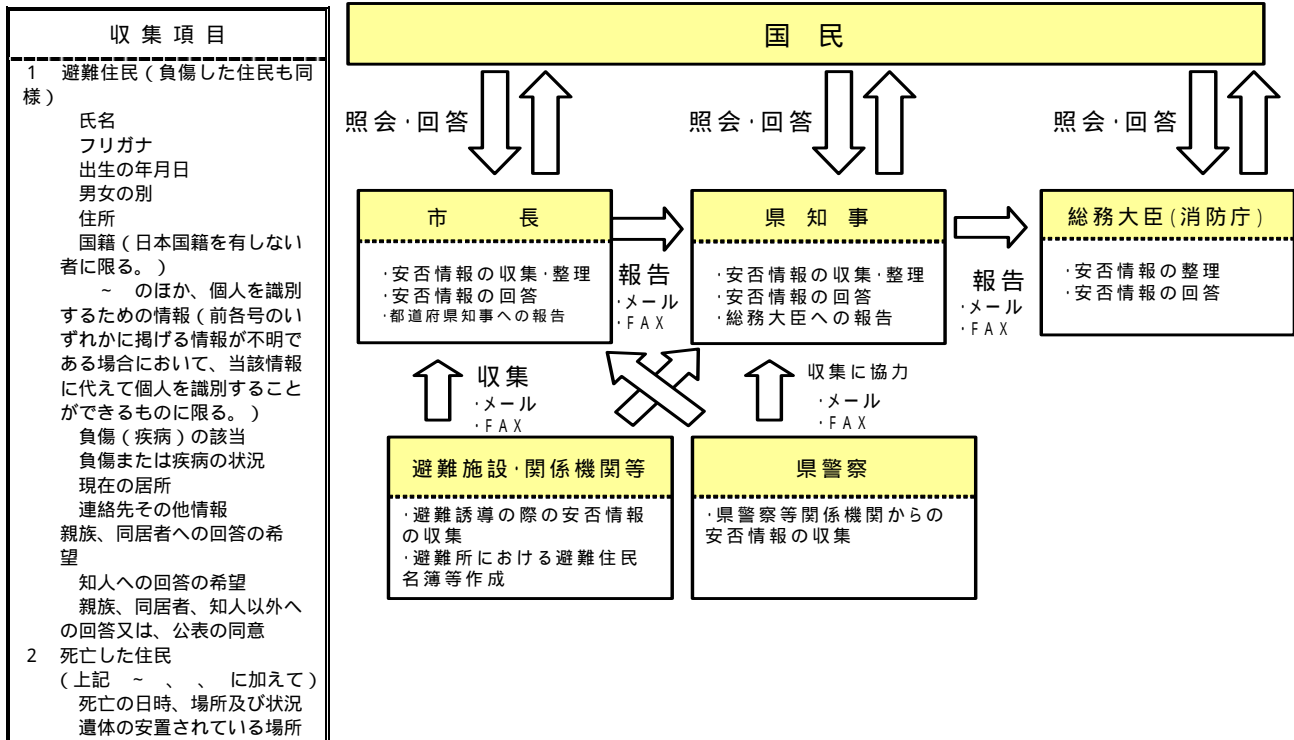 収集項目
1 避難住民(負傷した住民も同
様)
氏名
フリガナ
出生の年月日
男女の別
住所
国籍(日本国籍を有しない
者に限る。)
~ のほか、個人を識別
するための情報(前各号のい
ずれかに掲げる情報が不明で
ある場合において、当該情報
に代えて個人を識別すること
ができるものに限る。)
負傷(疾病)の該当
負傷または疾病の状況
現在の居所
連絡先その他情報
親族、同居者への回答の希
望
知人への回答の希望
親族、同居者、知人以外へ
の回答又は、公表の同意
2 死亡した住民
(上記 ~ 、 、 に加えて)
死亡の日時、場所及び状況
遺体の安置されている場所
国民
照会・回答
照会・回答
照会・回答
市長
・安否情報の収集・整理
・安否情報の回答
・都道府県知事への報告
報告
・メール
・FAX
県知事
・安否情報の収集・整理
・安否情報の回答
・総務大臣への報告
報告
・メール
・FAX
総務大臣(消防庁)
・安否情報の整理
・安否情報の回答
収集
・メール
・FAX
収集に協力
・メール
・FAX
避難施設・関係機関等
・避難誘導の際の安否情報
の収集
・避難所における避難住民
名簿等作成
県警察
・県警察等関係機関からの
安否情報の収集